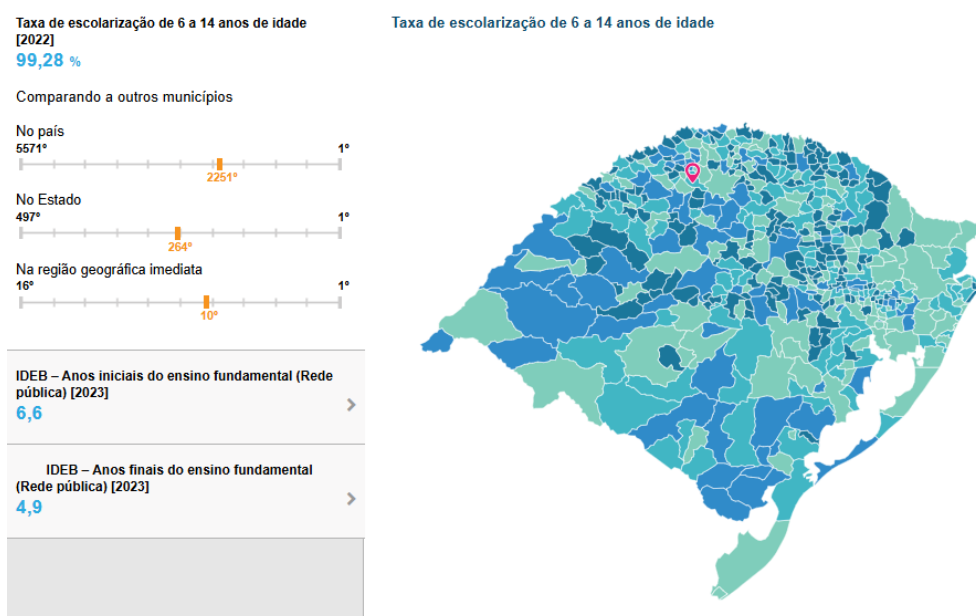 Taxa de escolarização de 6 a 14 anos de idade
[2022]
99,28 %
Comparando a outros municípios
No país
5571º 1º
2251º
No Estado
497º 1º
264º
Na região geográfica imediata
16º 1º
10º
IDEB – Anos iniciais do ensino fundamental (Rede
pública) [2023]
6,6
IDEB – Anos finais do ensino fundamental
(Rede pública) [2023]
4,9
Taxa de escolarização de 6 a 14 anos de idade